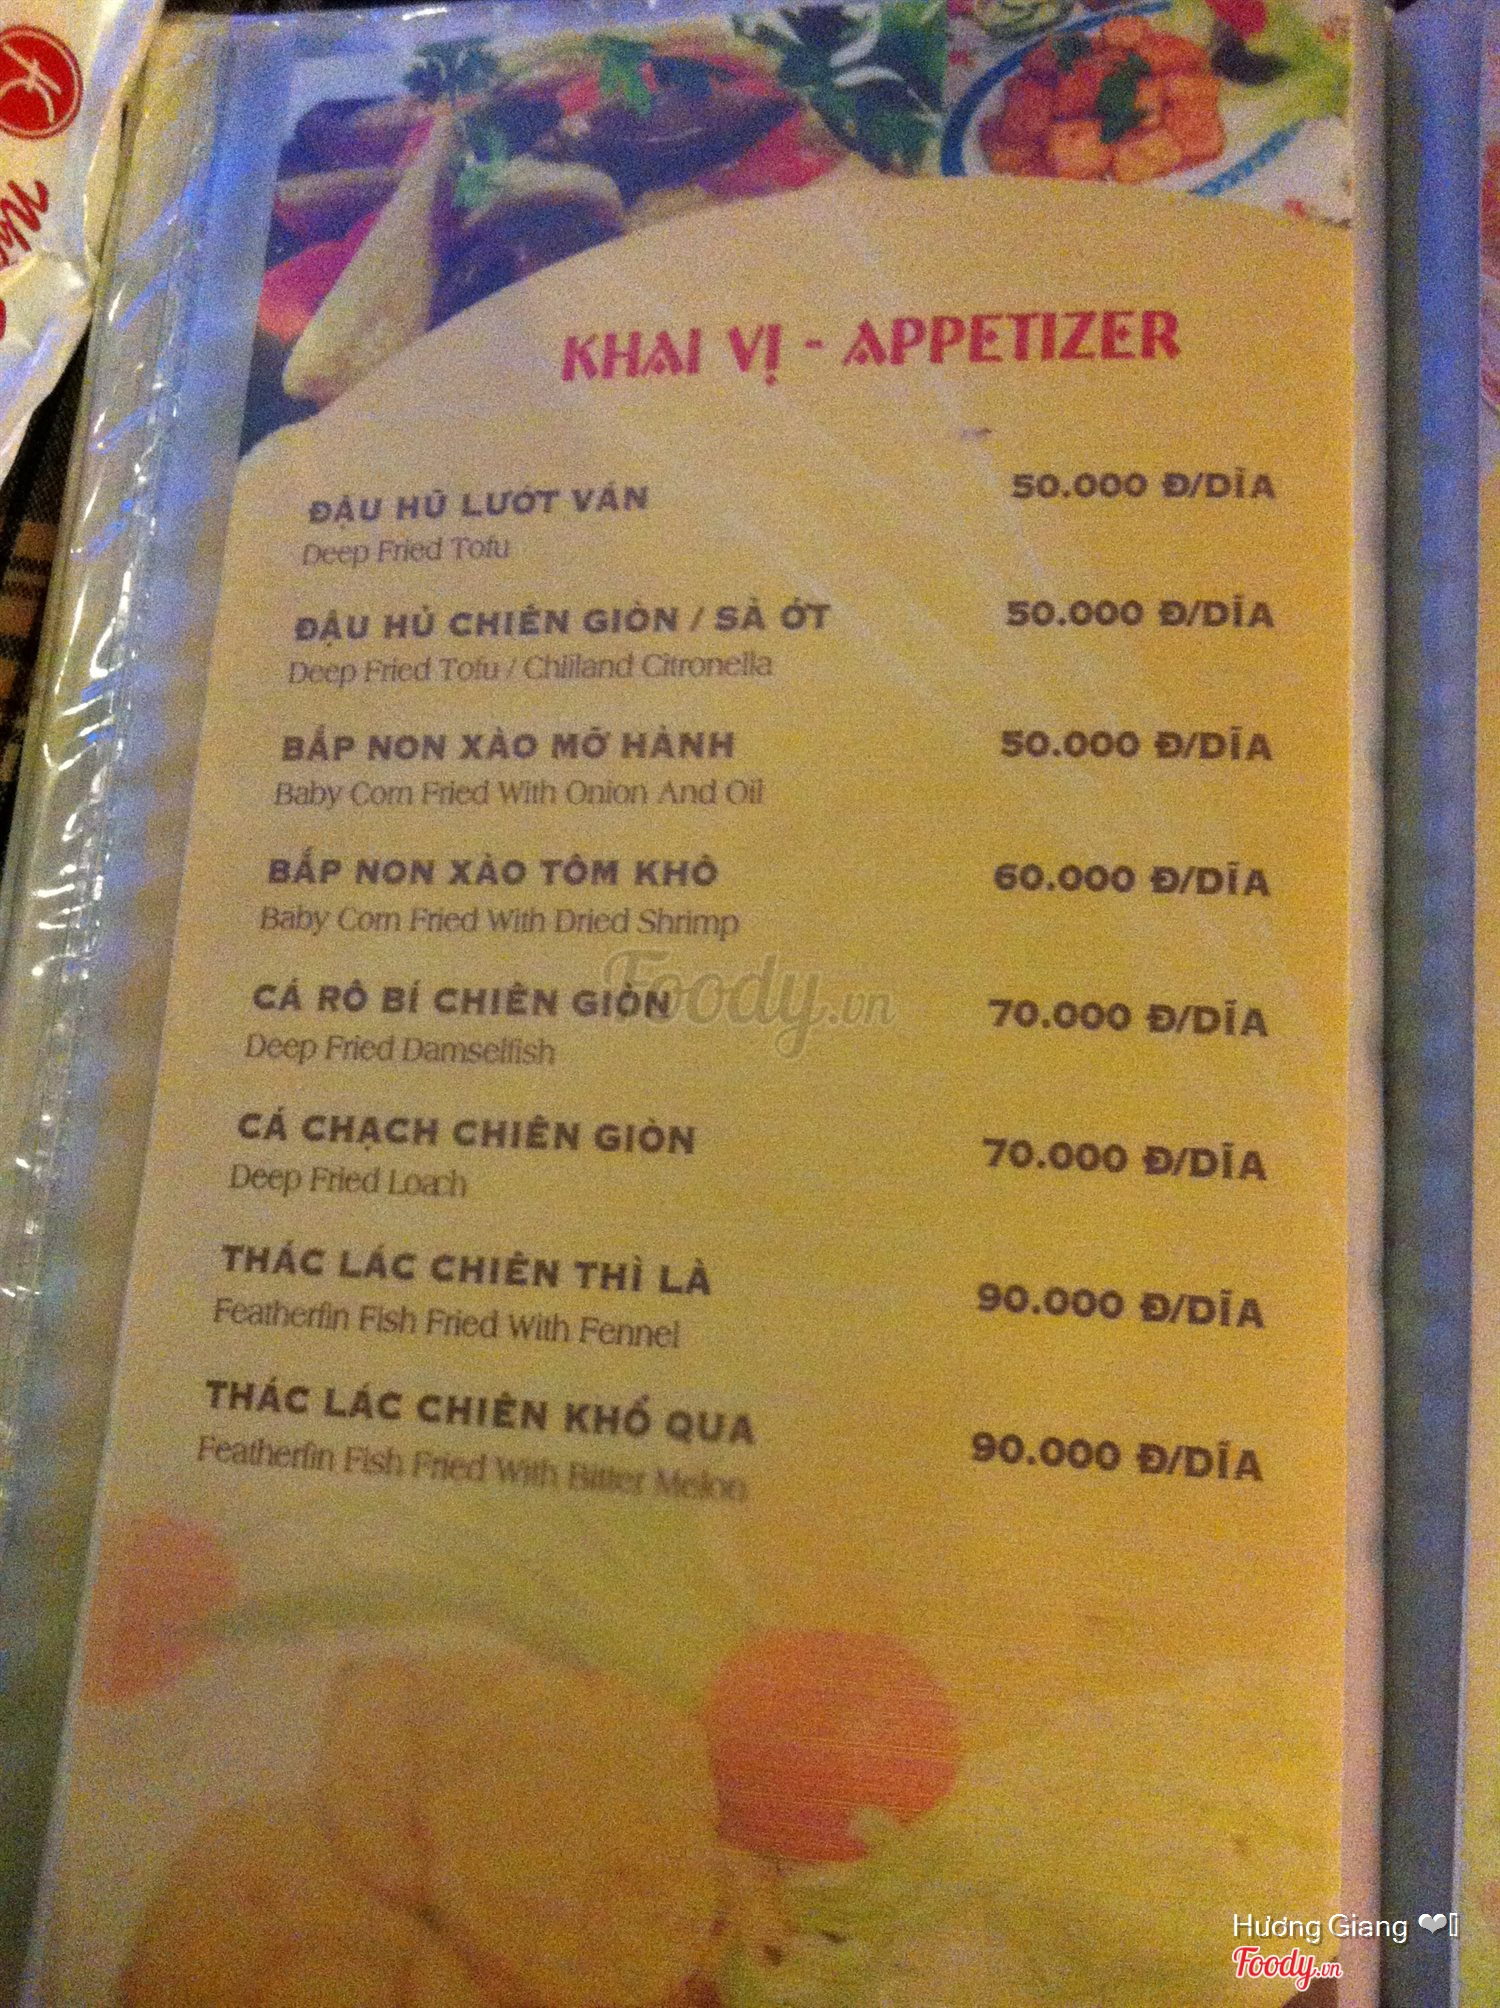 KHAI VỊ - APPETIZER
ĐẬU HŨ LƯỚT VÁN 50.000 Đ/DĨA
Deep Fried Tofu
ĐẬU HỦ CHIÊN GIÒN / SẢ ỚT 50.000 Đ/DĨA
Deep Fried Tofu / Chiliand Citronella
BẮP NON XÀO MỠ HÀNH 50.000 Đ/DĨA
Baby Corn Fried With Onion And Oil
BẮP NON XÀO TÔM KHÔ 60.000 Đ/DĨA
Baby Corn Fried With Dried Shrimp
CÁ RÔ BÍ CHIÊN GIÒN 70.000 Đ/DĨA
Deep Fried Damselfish
Foody.vn
CÁ CHẠCH CHIÊN GIÒN 70.000 Đ/DĨA
Deep Fried Loach
THÁC LÁC CHIÊN THÌ LÀ 90.000 Đ/DĨA
Featherfin Fish Fried With Fennel
THÁC LÁC CHIÊN KHỔ QUA 90.000 Đ/DĨA
Featherfin Fish Fried With Bitter Melon
Hương Giang ❤
Foody.vn